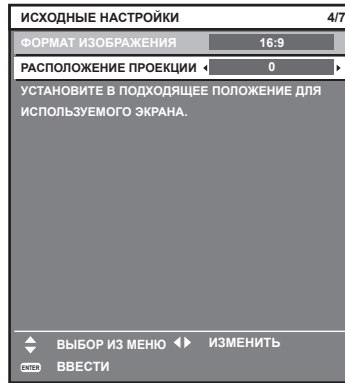 ИСХОДНЫЕ НАСТРОЙКИ 4/7
ФОРМАТ ИЗОБРАЖЕНИЯ 16:9
РАСПОЛОЖЕНИЕ ПРОЕКЦИИ 0
УСТАНОВИТЕ В ПОДХОДЯЩЕЕ ПОЛОЖЕНИЕ ДЛЯ
ИСПОЛЬЗУЕМОГО ЭКРАНА.
ВЫБОР ИЗ МЕНЮ ИЗМЕНИТЬ
ENTER ВВЕСТИ